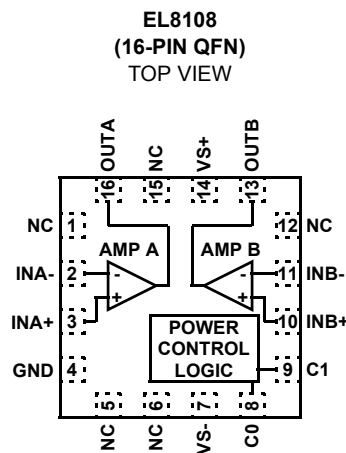 EL8108
(16-PIN QFN)
TOP VIEW
OUTA
NC
VS+
OUTB
16
15
14
13
NC 1
12 NC
AMP A
AMP B
INA- 2
-
-
11 INB-
INA+ 3
+
+
10 INB+
POWER
CONTROL
LOGIC
GND 4
9 C1
5
6
7
8
NC
NC
VS-
C0